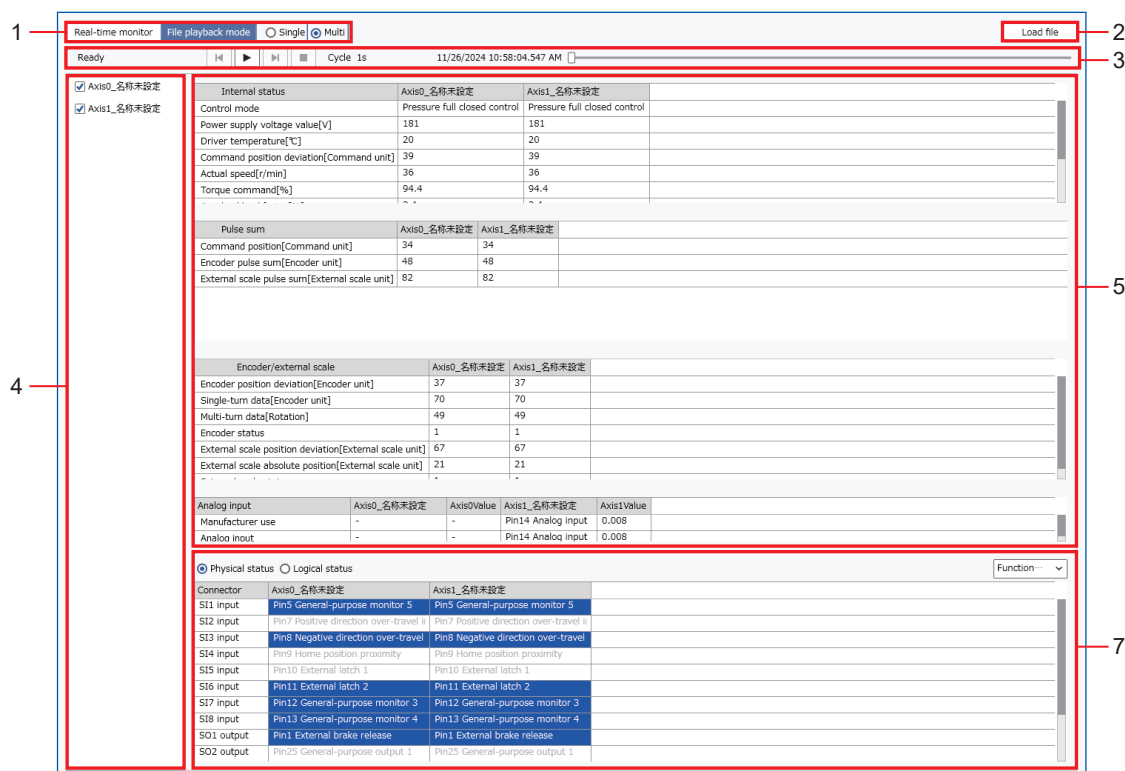 1 Real-time monitor File playback mode Single Multi Load file 2
Ready Cycle 1s 11/26/2024 10:58:04.547 AM 3
Axis0_名称未設定
Axis1_名称未設定
Internal status Axis0_名称未設定 Axis1_名称未設定
Control mode Pressure full closed control Pressure full closed control
Power supply voltage value[V] 181 181
Driver temperature[℃] 20 20
Command position deviation[Command unit] 39 39
Actual speed[r/min] 36 36
Torque command[%] 94.4 94.4
Pulse sum Axis0_名称未設定 Axis1_名称未設定
Command position[Command unit] 34 34
Encoder pulse sum[Encoder unit] 48 48
External scale pulse sum[External scale unit] 82 82
5
Encoder/external scale Axis0_名称未設定 Axis1_名称未設定
4
Encoder position deviation[Encoder unit] 37 37
Single-turn data[Encoder unit] 70 70
Multi-turn data[Rotation] 49 49
Encoder status 1 1
External scale position deviation[External scale unit] 67 67
External scale absolute position[External scale unit] 21 21
Analog input Axis0_名称未設定 Axis0Value Axis1_名称未設定 Axis1Value
Manufacturer use - - Pin14 Analog input 0.008
Analog input - - Pin14 Analog input 0.008
Physical status Logical status Function…
Connector Axis0_名称未設定 Axis1_名称未設定
SI1 input Pin5 General-purpose monitor 5 Pin5 General-purpose monitor 5
SI2 input Pin7 Positive direction over-travel Pin7 Positive direction over-travel
SI3 input Pin8 Negative direction over-travel Pin8 Negative direction over-travel
SI4 input Pin9 Home position proximity Pin9 Home position proximity
7
SI5 input Pin10 External latch 1 Pin10 External latch 1
SI6 input Pin11 External latch 2 Pin11 External latch 2
SI7 input Pin12 General-purpose monitor 3 Pin12 General-purpose monitor 3
SI8 input Pin13 General-purpose monitor 4 Pin13 General-purpose monitor 4
SO1 output Pin1 External brake release Pin1 External brake release
SO2 output Pin25 General-purpose output 1 Pin25 General-purpose output 1